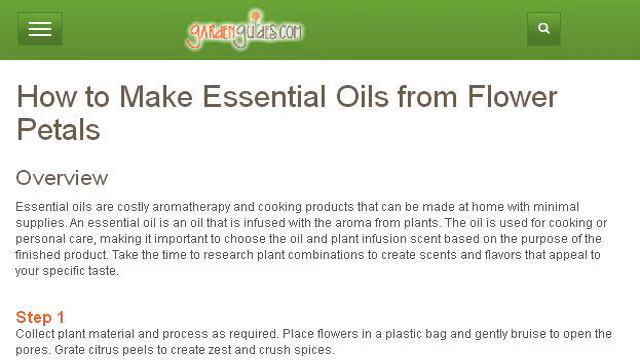 gardenguides.com
How to Make Essential Oils from Flower
Petals
Overview
Essential oils are costly aromatherapy and cooking products that can be made at home with minimal
supplies. An essential oil is an oil that is infused with the aroma from plants. The oil is used for cooking or
personal care, making it important to choose the oil and plant infusion scent based on the purpose of the
finished product. Take the time to research plant combinations to create scents and flavors that appeal to
your specific taste.
Step 1
Collect plant material and process as required. Place flowers in a plastic bag and gently bruise to open the
pores. Grate citrus peels to create zest and crush spices.